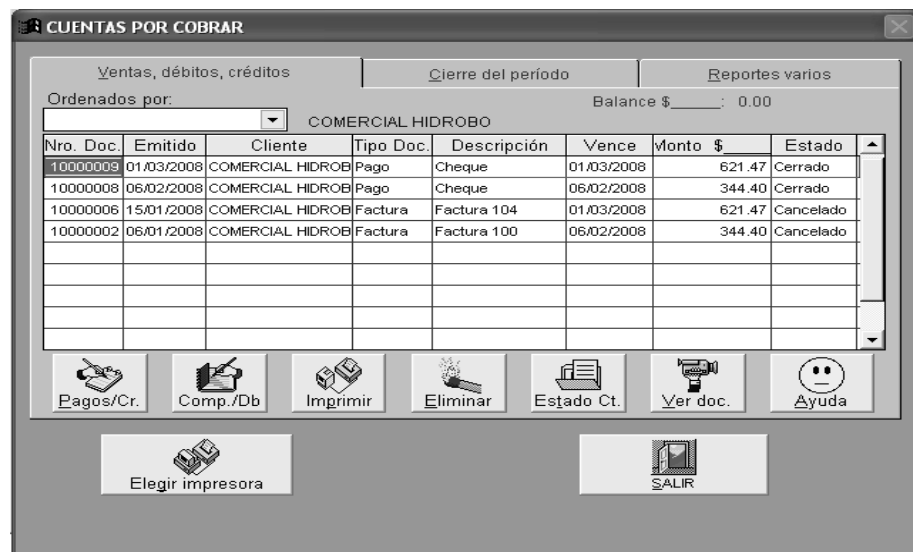 CUENTAS POR COBRAR
Ventas, débitos, créditos Cierre del período Reportes varios
Ordenados por: Balance $_____: 0.00
COMERCIAL HIDROBO
Nro. Doc. Emitido Cliente Tipo Doc. Descripción Vence Monto $____ Estado
10000009 01/03/2008 COMERCIAL HIDROB Pago Cheque 01/03/2008 621.47 Cerrado
10000008 06/02/2008 COMERCIAL HIDROB Pago Cheque 06/02/2008 344.40 Cerrado
10000006 15/01/2008 COMERCIAL HIDROB Factura Factura 104 01/03/2008 621.47 Cancelado
10000002 06/01/2008 COMERCIAL HIDROB Factura Factura 100 06/02/2008 344.40 Cancelado
Pagos/Cr. Comp./Db Imprimir Eliminar Estado Ct. Ver doc. Ayuda
Elegir impresora SALIR